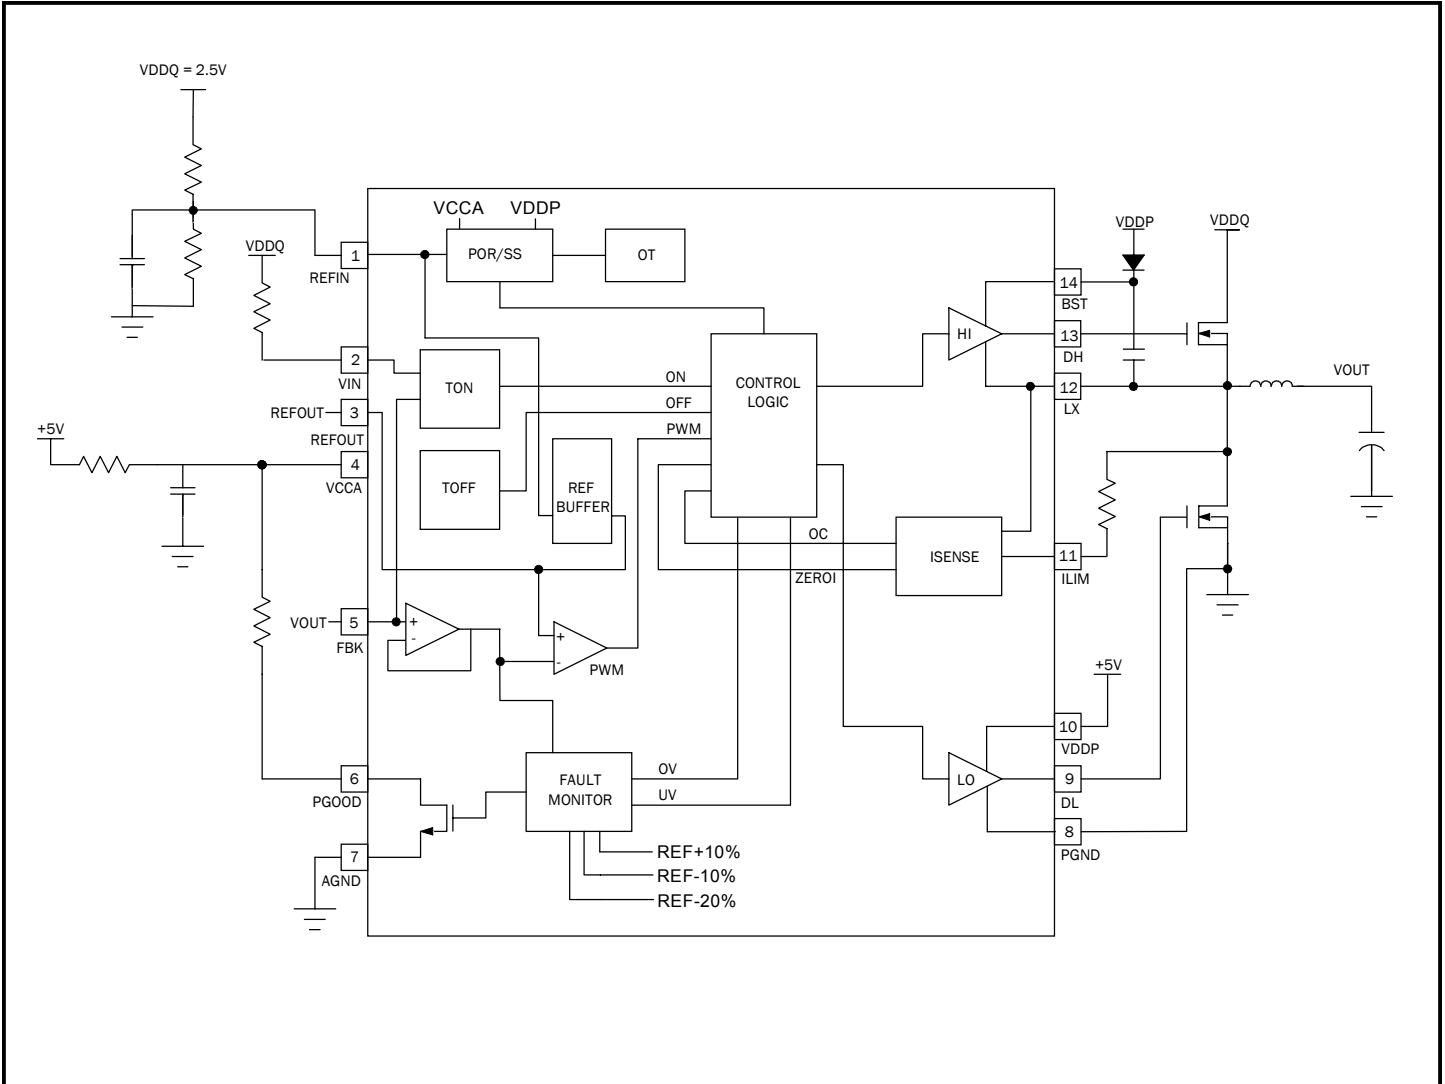 VDDQ = 2.5V
VCCA VDDP
VDDQ
VDDP VDDQ
1
REFIN
POR/SS
OT
14
BST
HI
13
DH
2
VIN
TON
ON
CONTROL
LOGIC
VOUT
12
LX
REFOUT 3
REFOUT
OFF
+5V
PWM
4
VCCA
TOFF
REF
BUFFER
OC
ISENSE
11
ILIM
ZEROI
VOUT 5
FBK
+
-
+
-
PWM
+5V
10
VDDP
6
PGOOD
FAULT
MONITOR
OV
UV
LO
9
DL
8
PGND
7
AGND
REF+10%
REF-10%
REF-20%